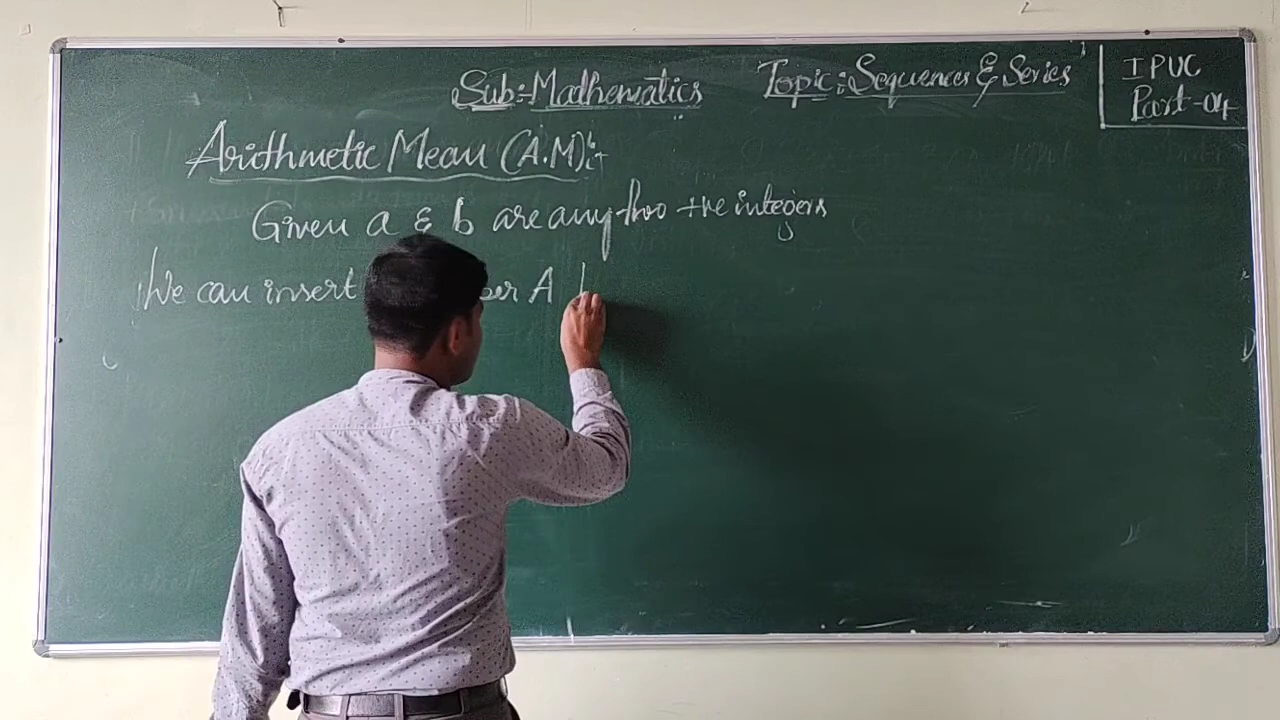 Sub:- Mathematics
Topic: Sequences & Series
I PUC
Part-04
Arithmetic Mean (A.M):-
Given a & b are any two +ve integers
We can insert A